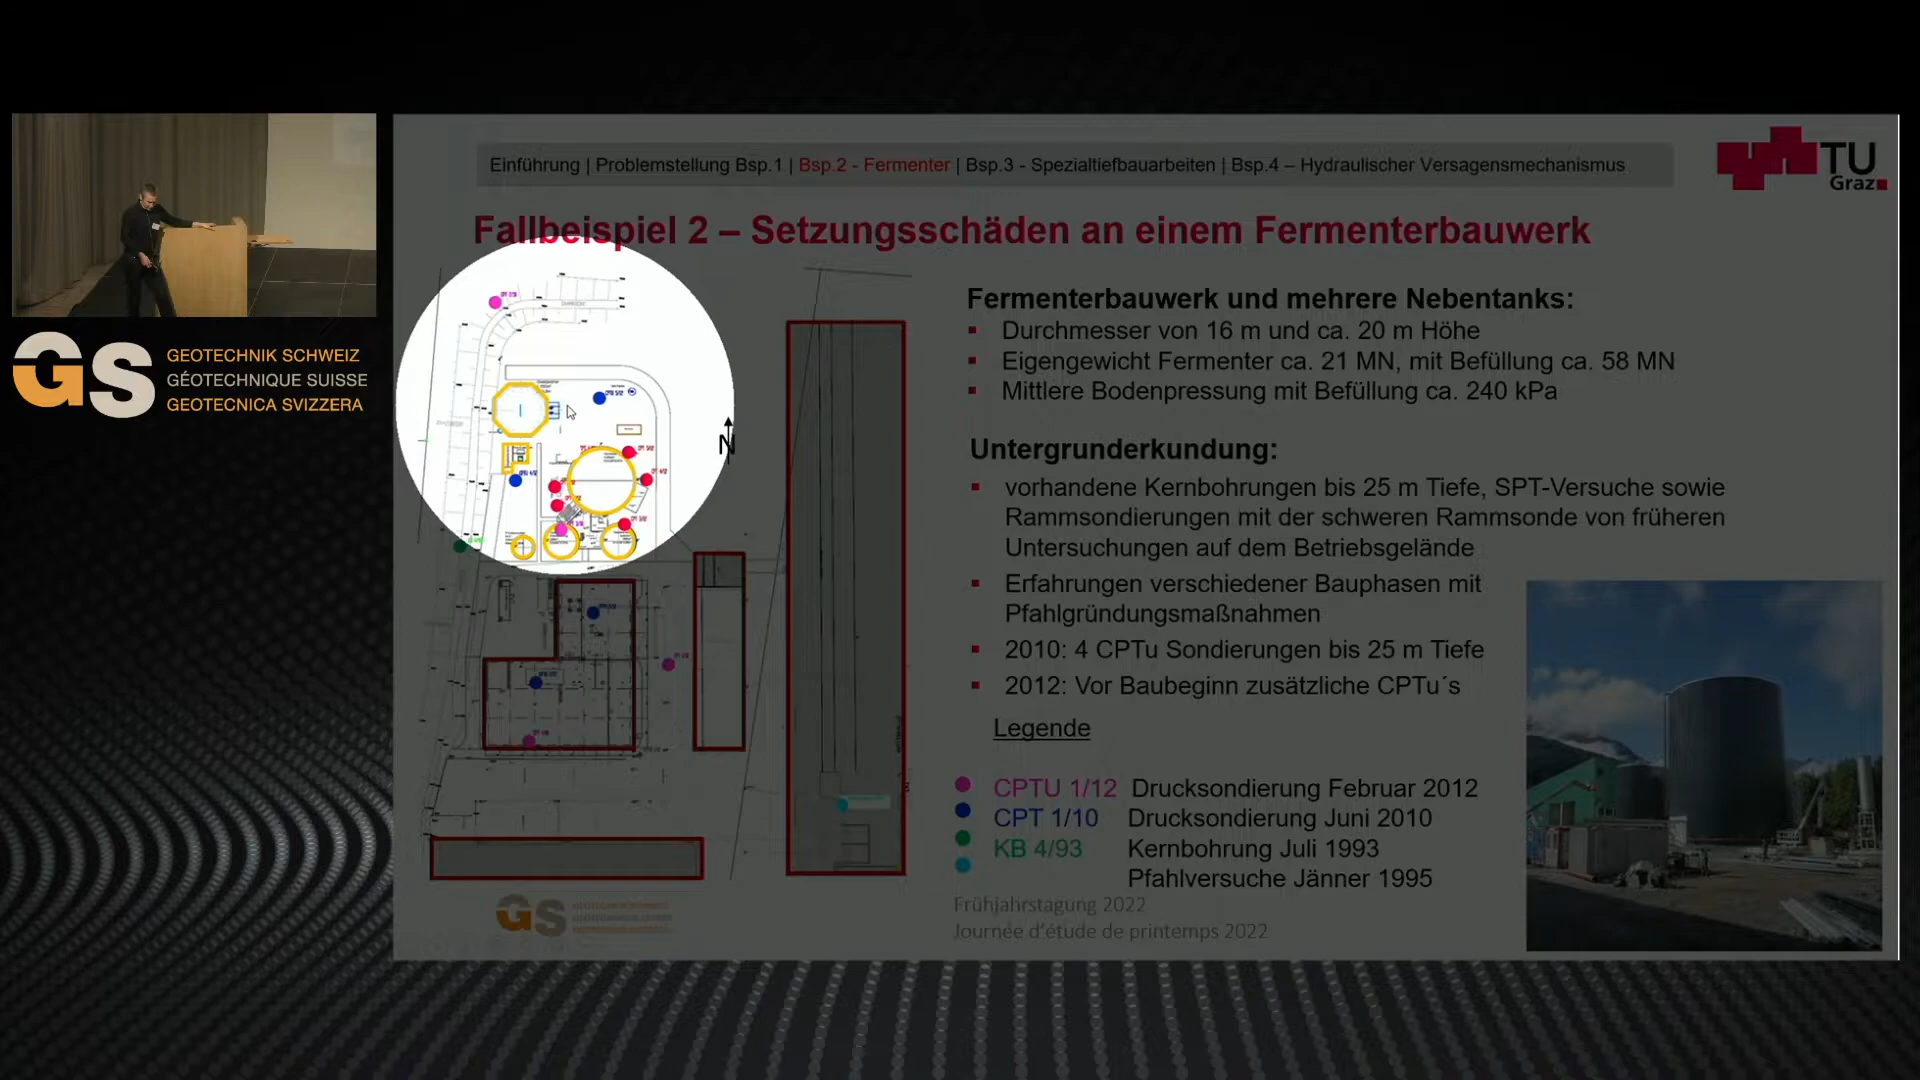 Einführung | Problemstellung Bsp.1 | Bsp.2 - Fermenter | Bsp.3 - Spezialtiefbauarbeiten | Bsp.4 – Hydraulischer Versagensmechanismus
TU
Graz
Fallbeispiel 2 – Setzungsschäden an einem Fermenterbauwerk
GS
GEOTECHNIK SCHWEIZ
GÉOTECHNIQUE SUISSE
GEOTECNICA SVIZZERA
N
Fermenterbauwerk und mehrere Nebentanks:
Durchmesser von 16 m und ca. 20 m Höhe
Eigengewicht Fermenter ca. 21 MN, mit Befüllung ca. 58 MN
Mittlere Bodenpressung mit Befüllung ca. 240 kPa
Untergrunderkundung:
vorhandene Kernbohrungen bis 25 m Tiefe, SPT-Versuche sowie
Rammsondierungen mit der schweren Rammsonde von früheren
Untersuchungen auf dem Betriebsgelände
Erfahrungen verschiedener Bauphasen mit
Pfahlgründungsmaßnahmen
2010: 4 CPTu Sondierungen bis 25 m Tiefe
2012: Vor Baubeginn zusätzliche CPTu´s
Legende
CPTU 1/12 Drucksondierung Februar 2012
CPT 1/10 Drucksondierung Juni 2010
KB 4/93 Kernbohrung Juli 1993
Pfahlversuche Jänner 1995
GS
Frühjahrstagung 2022
Journée d'étude de printemps 2022